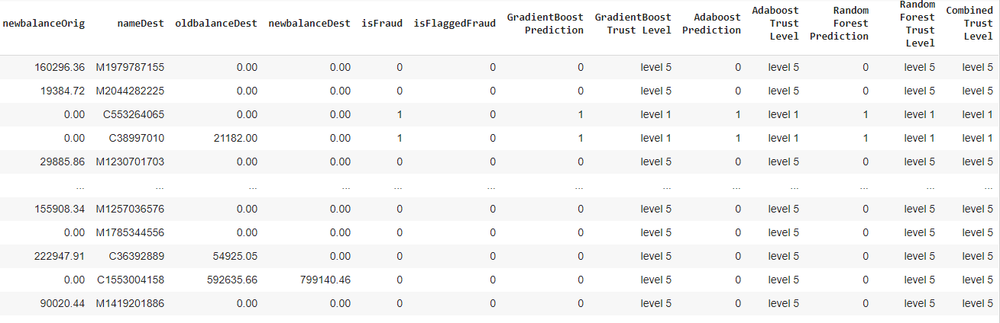 newbalanceOrig nameDest oldbalanceDest newbalanceDest isFraud isFlaggedFraud GradientBoost Prediction GradientBoost Trust Level Adaboost Prediction Adaboost Trust Level Random Forest Prediction Random Forest Trust Level Combined Trust Level
160296.36 M1979787155 0.00 0.00 0 0 0 level 5 0 level 5 0 level 5 level 5
19384.72 M2044282225 0.00 0.00 0 0 0 level 5 0 level 5 0 level 5 level 5
0.00 C553264065 0.00 0.00 1 0 1 level 1 1 level 1 1 level 1 level 1
0.00 C38997010 21182.00 0.00 1 0 1 level 1 1 level 1 1 level 1 level 1
29885.86 M1230701703 0.00 0.00 0 0 0 level 5 0 level 5 0 level 5 level 5
... ... ... ... ... ... ... ... ... ... ... ... ...
155908.34 M1257036576 0.00 0.00 0 0 0 level 5 0 level 5 0 level 5 level 5
0.00 M1785344556 0.00 0.00 0 0 0 level 5 0 level 5 0 level 5 level 5
222947.91 C36392889 54925.05 0.00 0 0 0 level 5 0 level 5 0 level 5 level 5
0.00 C1553004158 592635.66 799140.46 0 0 0 level 5 0 level 5 0 level 5 level 5
90020.44 M1419201886 0.00 0.00 0 0 0 level 5 0 level 5 0 level 5 level 5